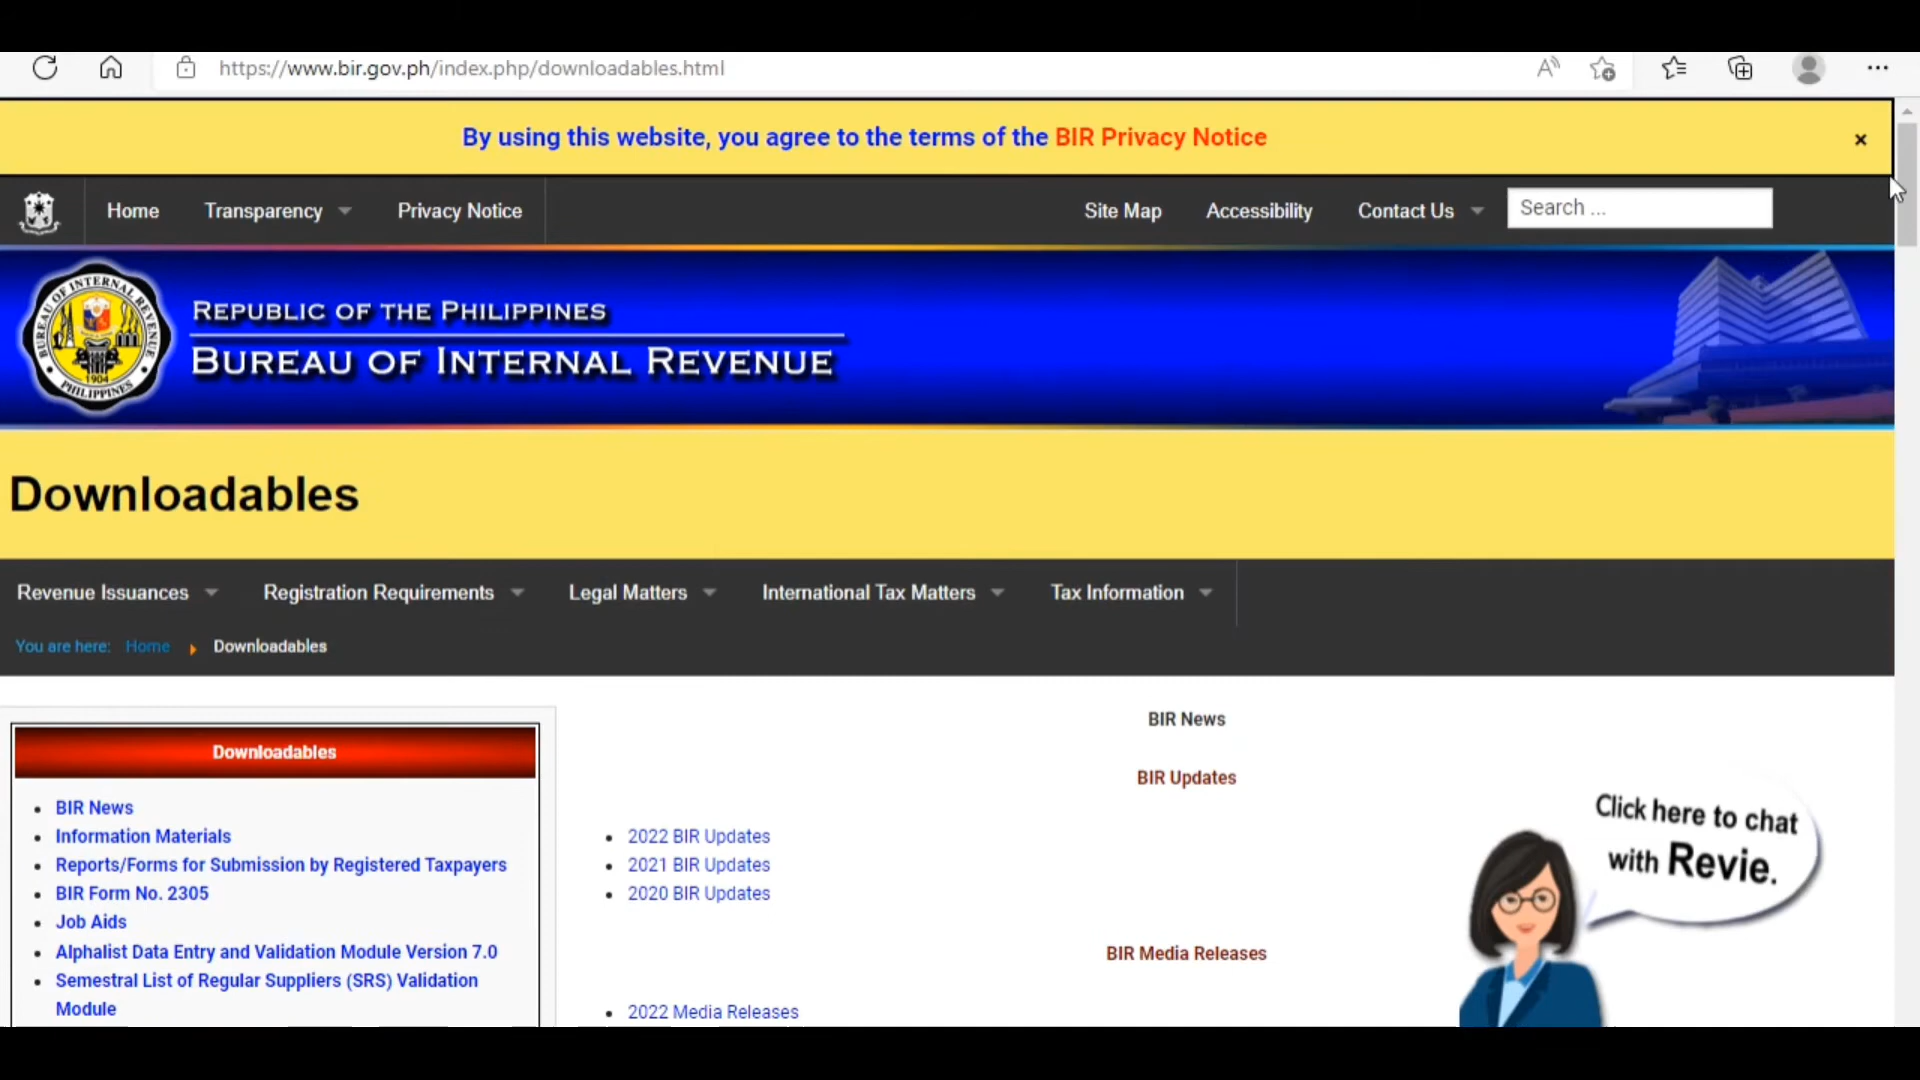 https://www.bir.gov.ph/index.php/downloadables.html
By using this website, you agree to the terms of the BIR Privacy Notice
×
Home Transparency Privacy Notice Site Map Accessibility Contact Us Search ...
BUREAU OF INTERNAL REVENUE
1904
PHILIPPINES
REPUBLIC OF THE PHILIPPINES
BUREAU OF INTERNAL REVENUE
Downloadables
Revenue Issuances Registration Requirements Legal Matters International Tax Matters Tax Information
You are here: Home Downloadables
Downloadables
BIR News
Information Materials
Reports/Forms for Submission by Registered Taxpayers
BIR Form No. 2305
Job Aids
Alphalist Data Entry and Validation Module Version 7.0
Semestral List of Regular Suppliers (SRS) Validation
Module
BIR News
BIR Updates
2022 BIR Updates
2021 BIR Updates
2020 BIR Updates
BIR Media Releases
2022 Media Releases
Click here to chat
with Revie.